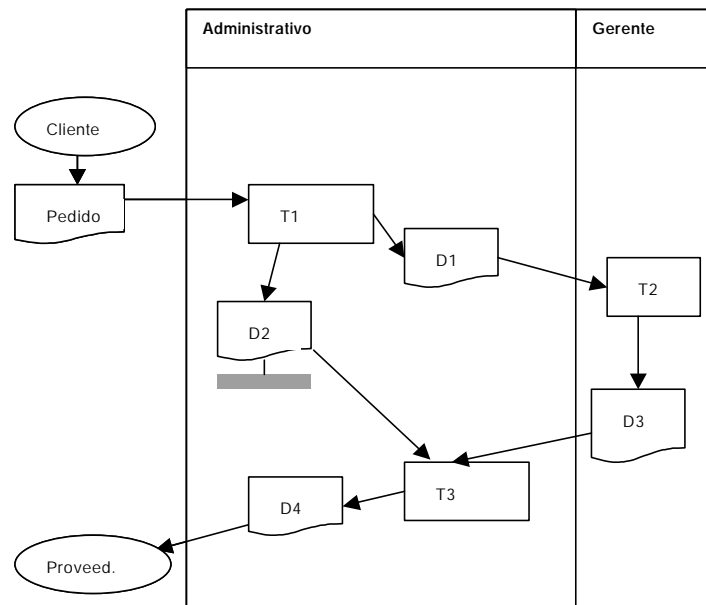 Administrativo
Gerente
Cliente
Pedido
T1
D1
T2
D2
D3
T3
D4
Proveed.